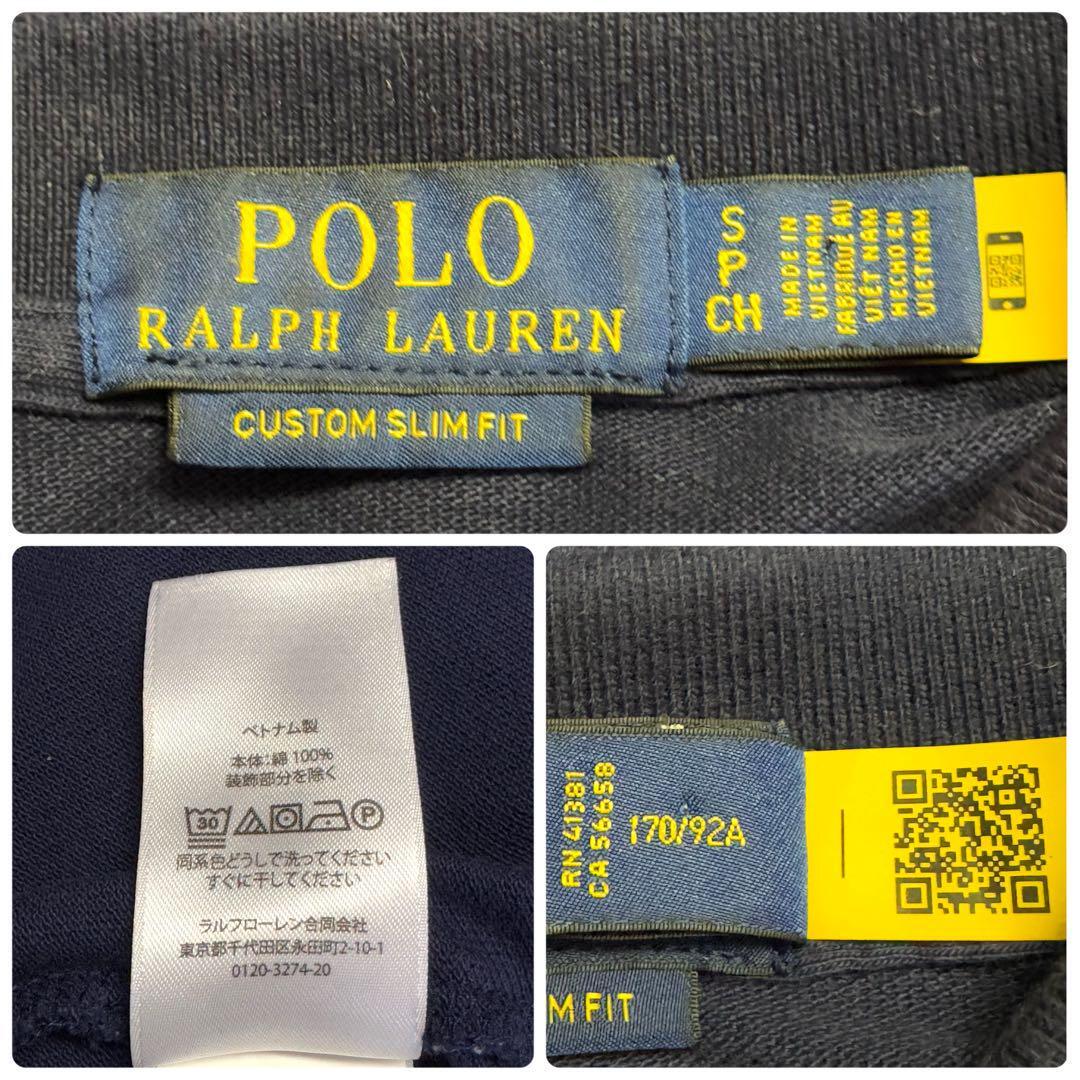 POLO
RALPH LAUREN
CUSTOM SLIM FIT
S
P
CH
MADE IN
VIETNAM
FABRIQUÉ AU
VIÊT NAM
HECHO EN
VIETNAM
ベトナム製
本体:綿 100%
装飾部分を除く
30
P
同系色どうしで洗ってください
すぐに干してください
ラルフローレン合同会社
東京都千代田区永田町2-10-1
0120-3274-20
RN 41381
CA 56658
170/92A
M FIT